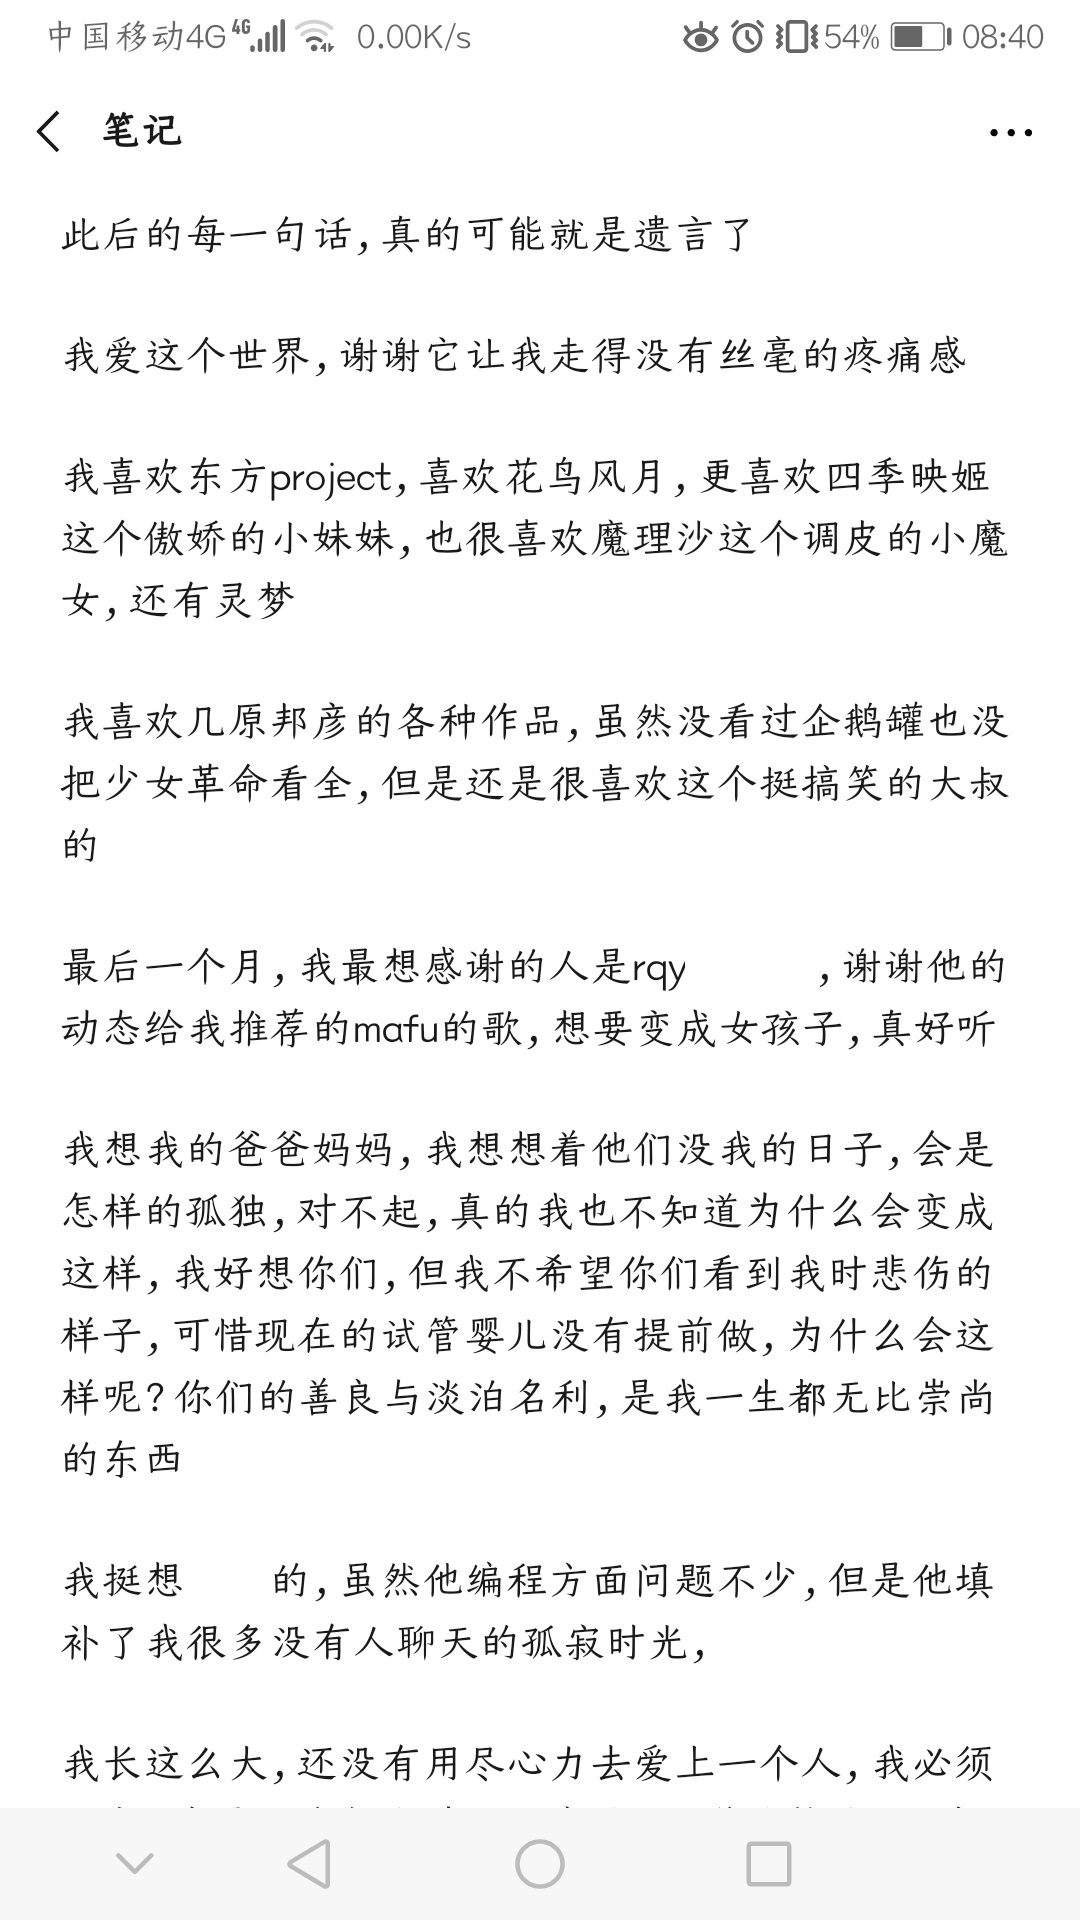 中国移动4G 4G 0.00K/s 54% 08:40
笔记
此后的每一句话,真的可能就是遗言了
我爱这个世界,谢谢它让我走得没有丝毫的疼痛感
我喜欢东方project,喜欢花鸟风月,更喜欢四季映姬
这个傲娇的小妹妹,也很喜欢魔理沙这个调皮的小魔
女,还有灵梦
我喜欢几原邦彦的各种作品,虽然没看过企鹅罐也没
把少女革命看全,但是还是很喜欢这个挺搞笑的大叔
的
最后一个月,我最想感谢的人是rqy ,谢谢他的
动态给我推荐的mafu的歌,想要变成女孩子,真好听
我想我的爸爸妈妈,我想想着他们没我的日子,会是
怎样的孤独,对不起,真的我也不知道为什么会变成
这样,我好想你们,但我不希望你们看到我时悲伤的
样子,可惜现在的试管婴儿没有提前做,为什么会这
样呢?你们的善良与淡泊名利,是我一生都无比崇尚
的东西
我挺想 的,虽然他编程方面问题不少,但是他填
补了我很多没有人聊天的孤寂时光,
我长这么大,还没有用尽心力去爱上一个人,我必须